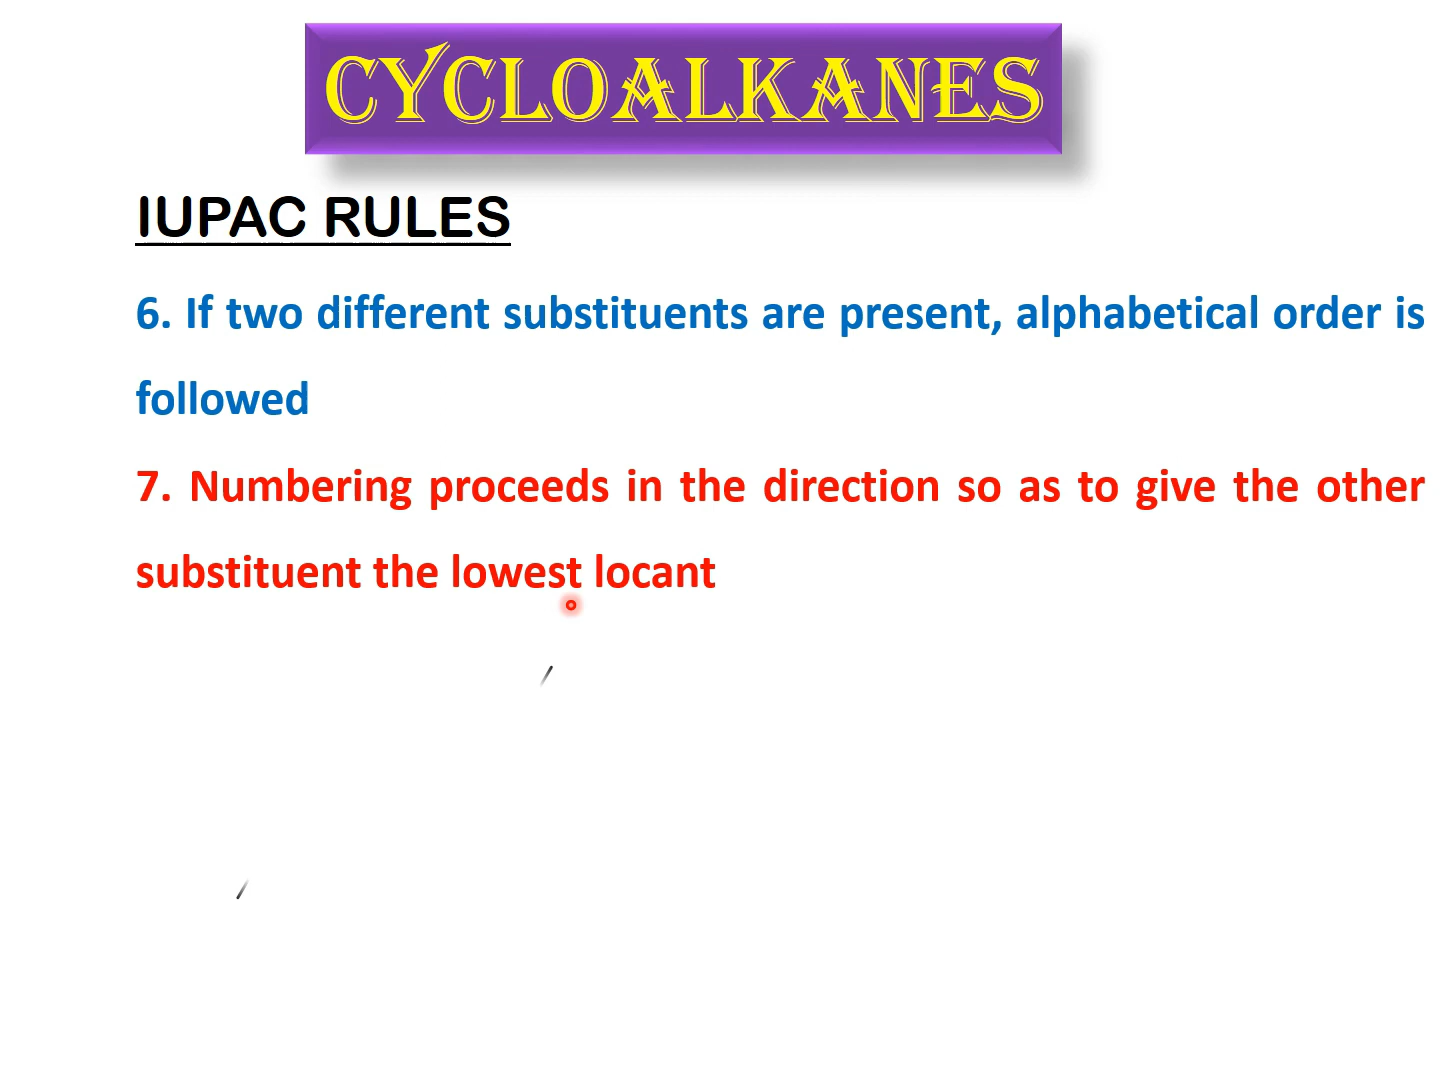 CYCLOALKANES
IUPAC RULES
6. If two different substituents are present, alphabetical order is
followed
7. Numbering proceeds in the direction so as to give the other
substituent the lowest locant